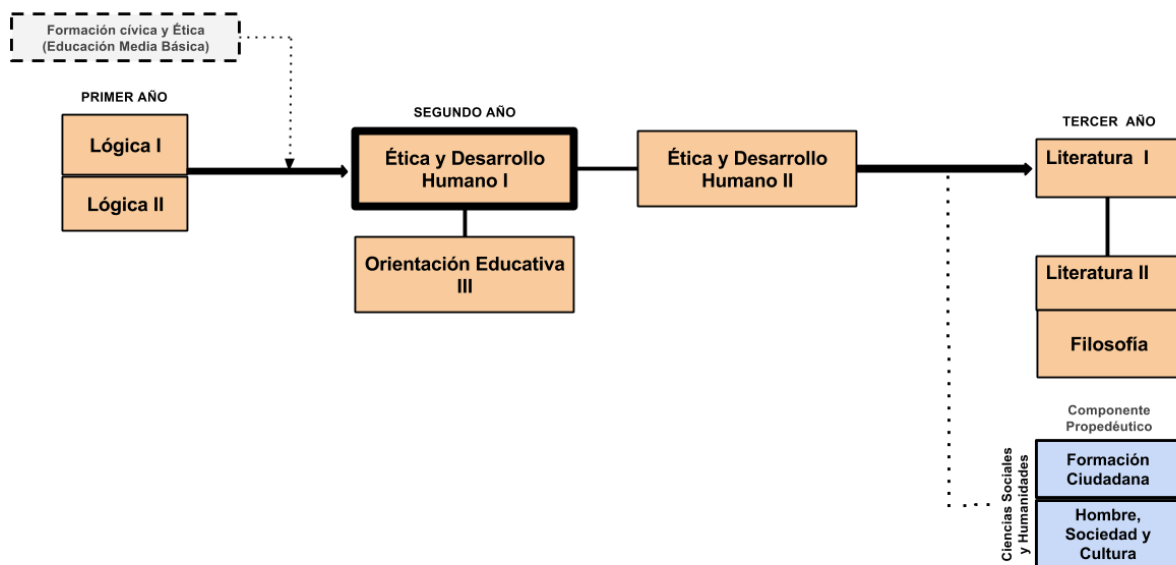 Formación cívica y Ética
(Educación Media Básica)
PRIMER AÑO
Lógica I
Lógica II
SEGUNDO AÑO
Ética y Desarrollo
Humano I
Orientación Educativa
III
Ética y Desarrollo
Humano II
TERCER AÑO
Literatura I
Literatura II
Filosofía
Componente
Propedéutico
Ciencias Sociales
y Humanidades
Formación
Ciudadana
Hombre,
Sociedad y
Cultura